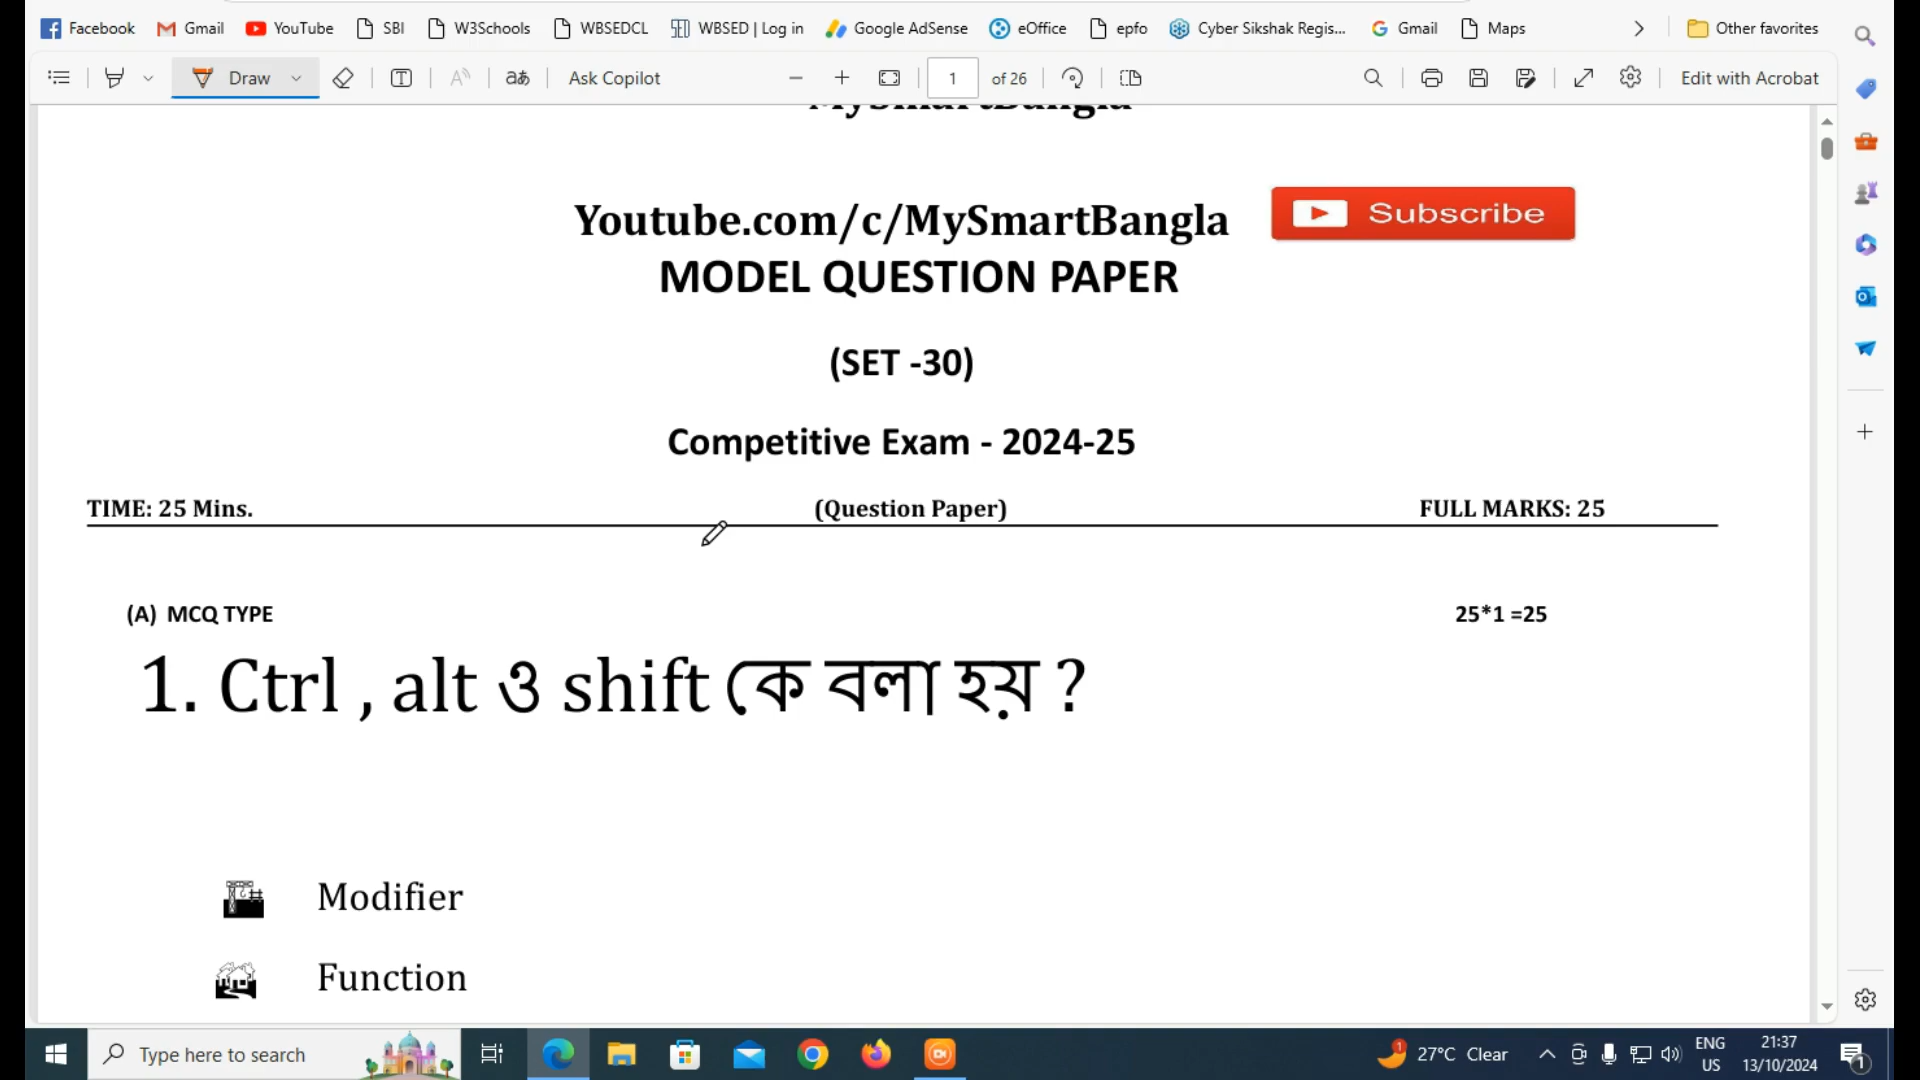 Facebook Gmail YouTube SBI W3Schools WBSEDCL WBSED | Log in Google AdSense eOffice epfo Cyber Sikshak Regis... Gmail Maps Other favorites
Draw aあ Ask Copilot 1 of 26 Edit with Acrobat
MySmartBangla
Youtube.com/c/MySmartBangla Subscribe
MODEL QUESTION PAPER
(SET -30)
Competitive Exam - 2024-25
TIME: 25 Mins. (Question Paper) FULL MARKS: 25
(A) MCQ TYPE 25*1 =25
1. Ctrl , alt ও shift কে বলা হয় ?
Modifier
Function
Type here to search 27°C Clear ENG 21:37
US 13/10/2024